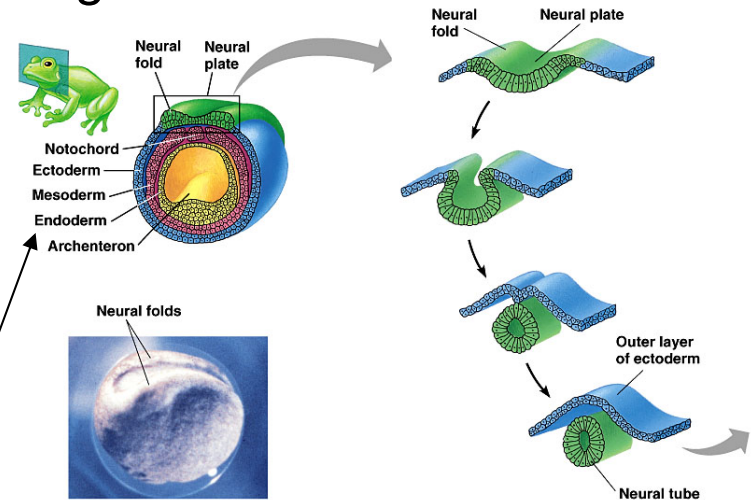 Neural
fold
Neural
plate
Notochord
Ectoderm
Mesoderm
Endoderm
Archenteron
Neural folds
Neural
fold
Neural plate
Outer layer
of ectoderm
Neural tube